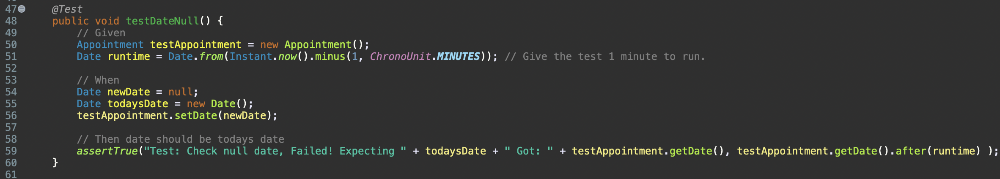 47 @Test
48 public void testDateNull() {
49 // Given
50 Appointment testAppointment = new Appointment();
51 Date runtime = Date.from(Instant.now().minus(1, ChronoUnit.MINUTES)); // Give the test 1 minute to run.
52
53 // When
54 Date newDate = null;
55 Date todaysDate = new Date();
56 testAppointment.setDate(newDate);
57
58 // Then date should be todays date
59 assertTrue("Test: Check null date, Failed! Expecting " + todaysDate + " Got: " + testAppointment.getDate(), testAppointment.getDate().after(runtime) );
60 }
61